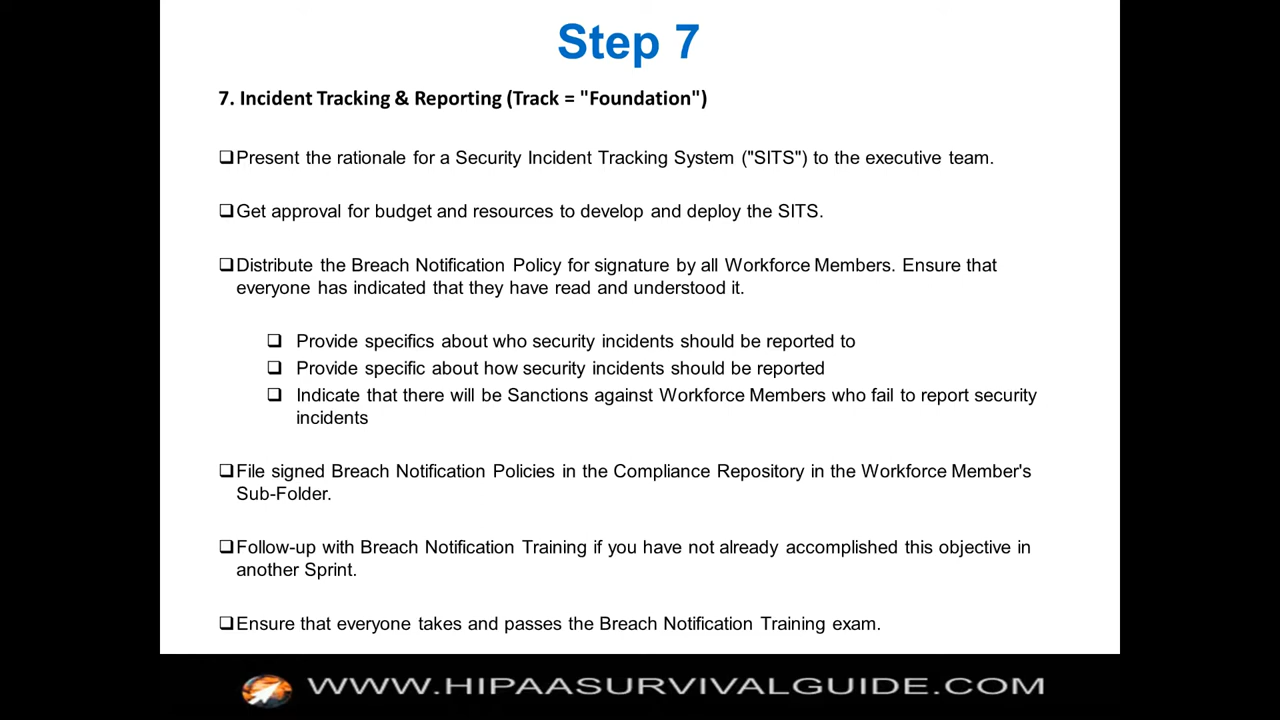 Step 7
7. Incident Tracking & Reporting (Track = "Foundation")
❑Present the rationale for a Security Incident Tracking System ("SITS") to the executive team.
❑Get approval for budget and resources to develop and deploy the SITS.
❑Distribute the Breach Notification Policy for signature by all Workforce Members. Ensure that
everyone has indicated that they have read and understood it.
❑ Provide specifics about who security incidents should be reported to
❑ Provide specific about how security incidents should be reported
❑ Indicate that there will be Sanctions against Workforce Members who fail to report security
incidents
❑File signed Breach Notification Policies in the Compliance Repository in the Workforce Member's
Sub-Folder.
❑Follow-up with Breach Notification Training if you have not already accomplished this objective in
another Sprint.
❑Ensure that everyone takes and passes the Breach Notification Training exam.
WWW.HIPAASURVIVALGUIDE.COM